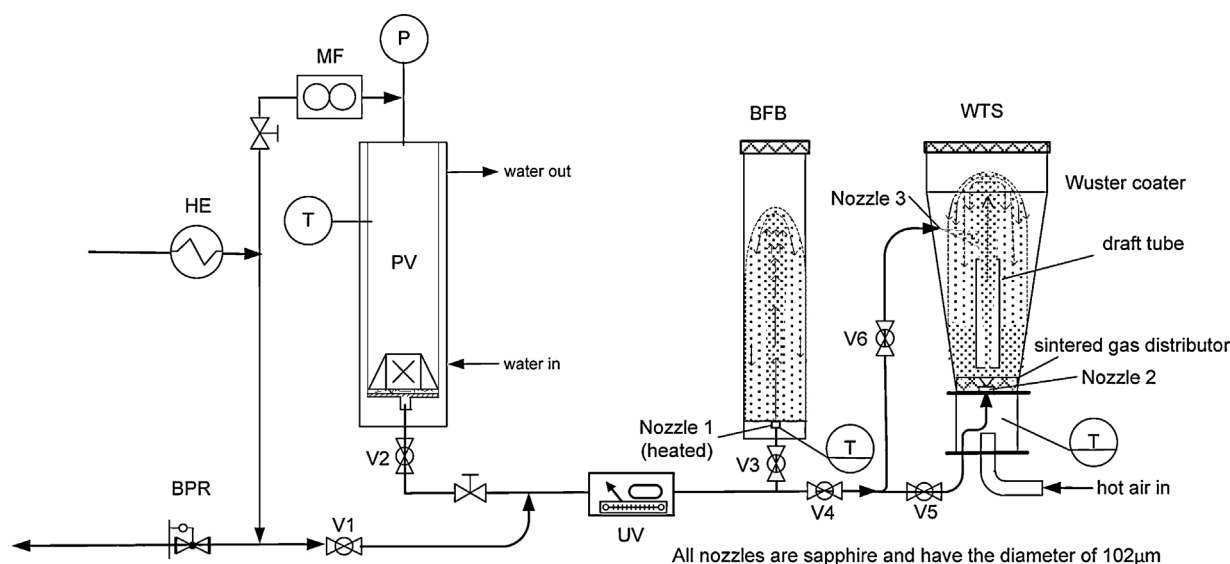 P
MF
BFB
WTS
water out
Wuster coater
Nozzle 3
HE
T
draft tube
PV
V6
water in
sintered gas distributor
Nozzle 2
Nozzle 1
(heated)
T
T
V2
V3
hot air in
BPR
V1
UV
V4
V5
All nozzles are sapphire and have the diameter of 102µm